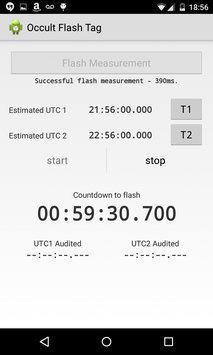 18:56
Occult Flash Tag
Flash Measurement
Successful flash measurement - 390ms.
Estimated UTC 1 21:56:00.000 T1
Estimated UTC 2 22:56:00.000 T2
start stop
Countdown to flash
00:59:30.700
UTC1 Audited UTC2 Audited
--:--:--.--- --:--:--.---